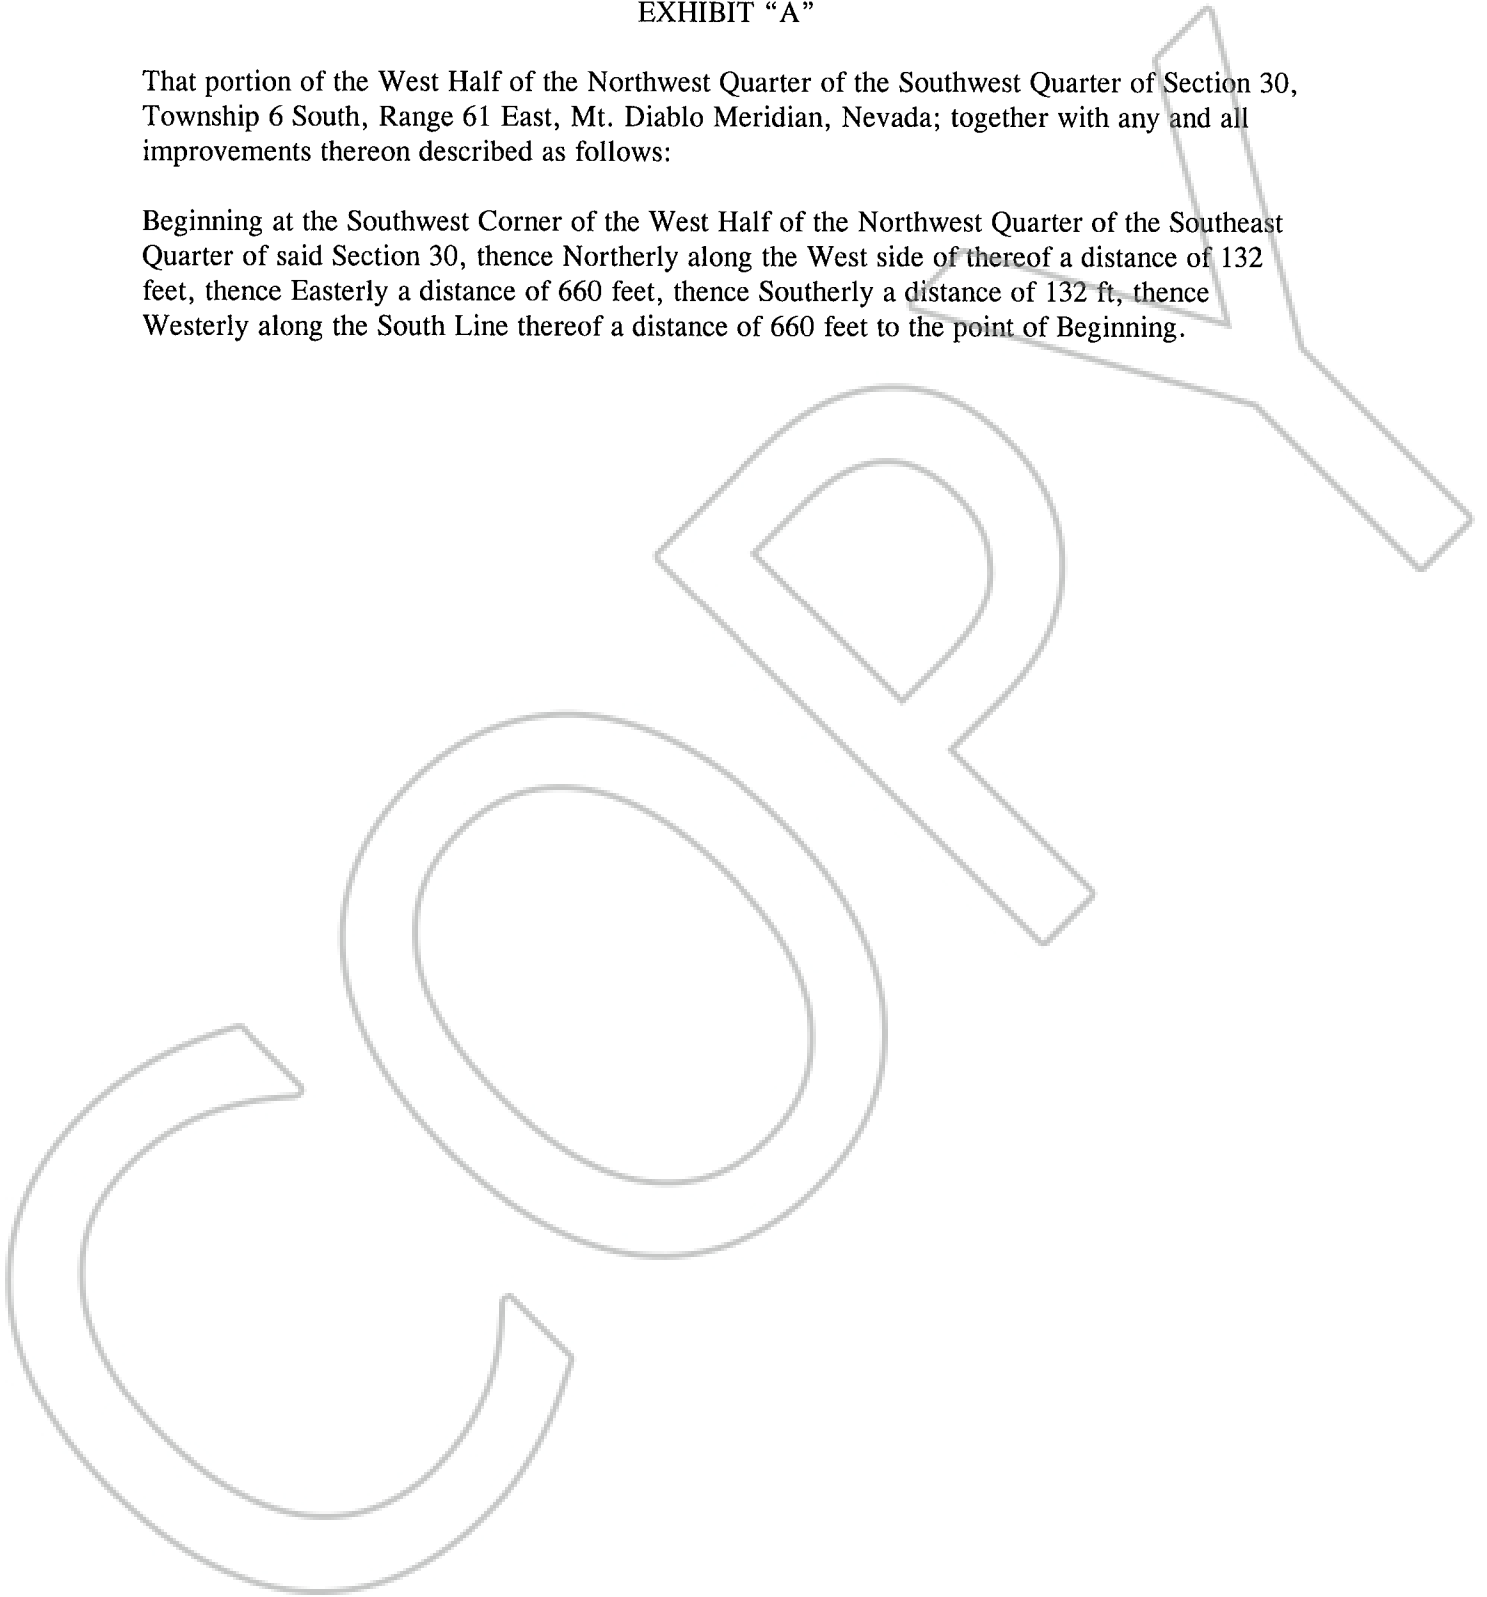 EXHIBIT “A”
That portion of the West Half of the Northwest Quarter of the Southwest Quarter of Section 30,
Township 6 South, Range 61 East, Mt. Diablo Meridian, Nevada; together with any and all
improvements thereon described as follows:
Beginning at the Southwest Corner of the West Half of the Northwest Quarter of the Southeast
Quarter of said Section 30, thence Northerly along the West side of thereof a distance of 132
feet, thence Easterly a distance of 660 feet, thence Southerly a distance of 132 ft, thence
Westerly along the South Line thereof a distance of 660 feet to the point of Beginning.
COPY